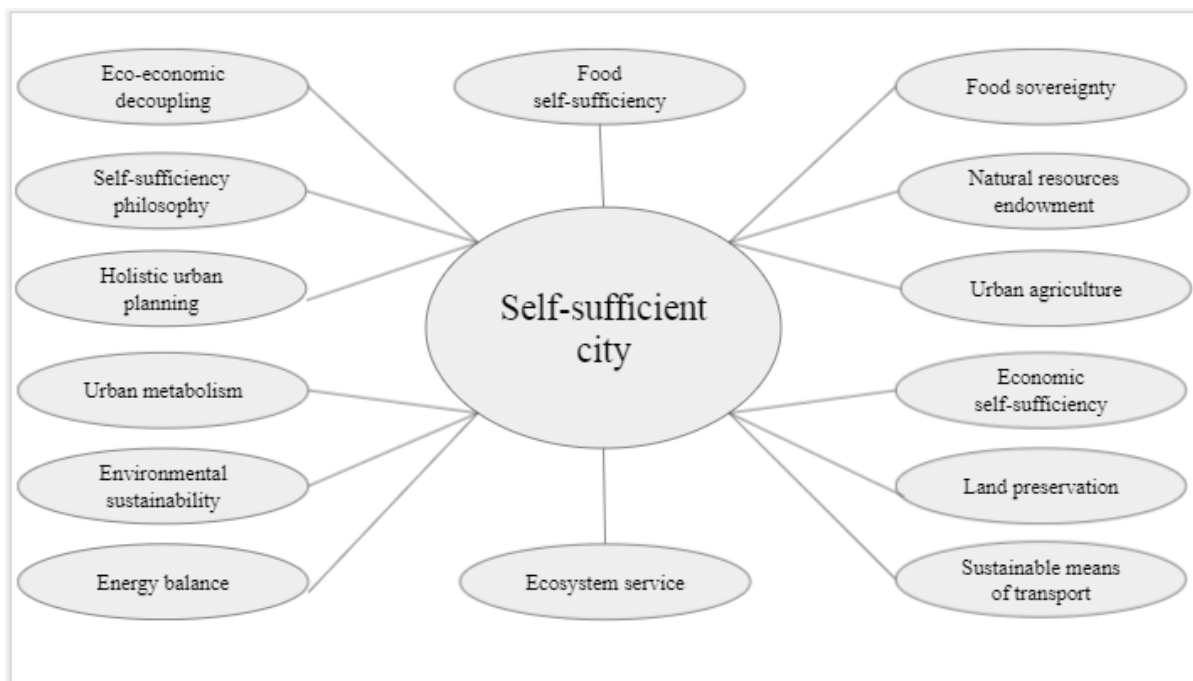 Eco-economic
decoupling
Food
self-sufficiency
Food sovereignty
Self-sufficiency
philosophy
Natural resources
endowment
Holistic urban
planning
Urban agriculture
Self-sufficient
city
Urban metabolism
Economic
self-sufficiency
Environmental
sustainability
Land preservation
Energy balance
Ecosystem service
Sustainable means
of transport